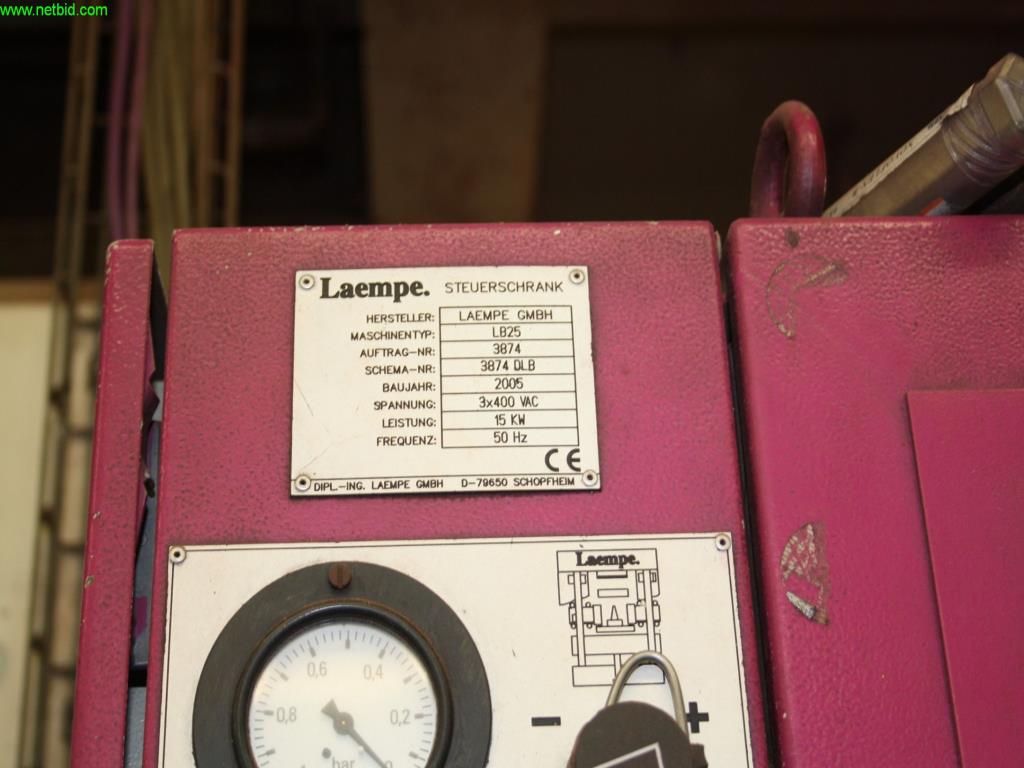 www.netbid.com
Laempe. STEUERSCHRANK
HERSTELLER: LAEMPE GMBH
MASCHINENTYP: LB25
AUFTRAG-NR: 3874
SCHEMA-NR: 3874 DLB
BAUJAHR: 2005
SPANNUNG: 3x400 VAC
LEISTUNG: 15 KW
FREQUENZ: 50 Hz
CE
DIPL.-ING. LAEMPE GMBH D-79650 SCHOPFHEIM
Laempe.
0,6 0,4
0,8 0,2
bar 0
- +